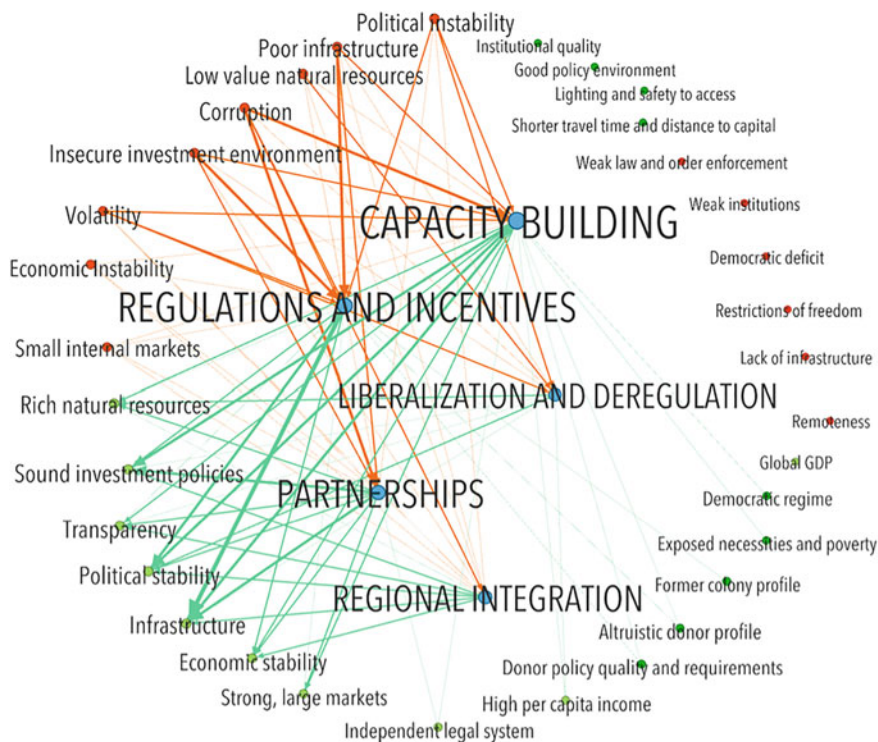 Political instability
Institutional quality
Poor infrastructure
Good policy environment
Low value natural resources
Lighting and safety to access
Corruption
Shorter travel time and distance to capital
Insecure investment environment
Weak law and order enforcement
Weak institutions
Volatility
CAPACITY BUILDING
Democratic deficit
Economic Instability
REGULATIONS AND INCENTIVES
Restrictions of freedom
Small internal markets
Lack of infrastructure
LIBERALIZATION AND DEREGULATION
Rich natural resources
Remoteness
Global GDP
Sound investment policies
PARTNERSHIPS
Democratic regime
Transparency
Exposed necessities and poverty
Political stability
Former colony profile
REGIONAL INTEGRATION
Infrastructure
Altruistic donor profile
Economic stability
Donor policy quality and requirements
Strong, large markets
High per capita income
Independent legal system